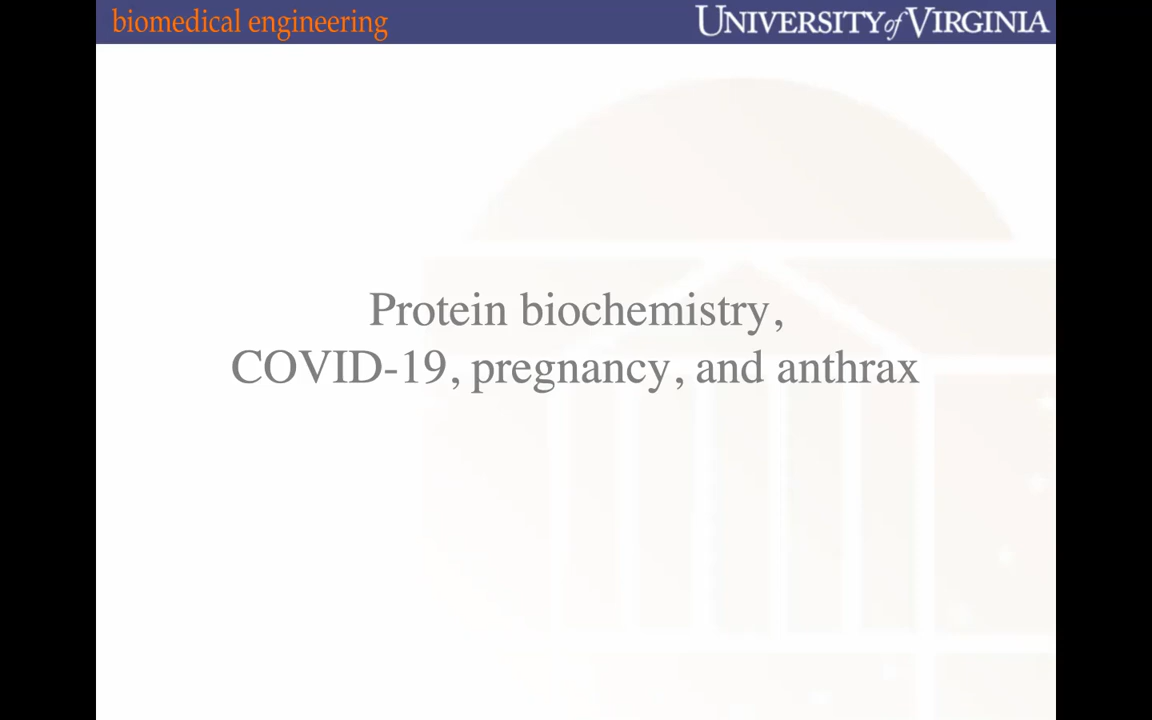 biomedical engineering
UNIVERSITY of VIRGINIA
Protein biochemistry,
COVID-19, pregnancy, and anthrax